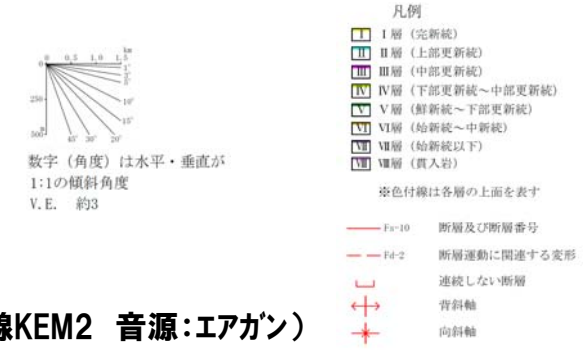 凡例
km
0 0.5 1.0 1.5
0
1°
3°
5°
10°
15°
250
500
45° 30° 20°
数字（角度）は水平・垂直が
1:1の傾斜角度
V.E. 約3
I I層（完新統）
II II層（上部更新統）
III III層（中部更新統）
IV IV層（下部更新統～中部更新統）
V V層（鮮新統～下部更新統）
VI VI層（始新統～中新統）
VII VII層（始新統以下）
VIII VIII層（貫入岩）
※色付線は各層の上面を表す
Fs-10 断層及び断層番号
Fd-2 断層運動に関連する変形
連続しない断層
背斜軸
向斜軸
線KEM2 音源：エアガン）